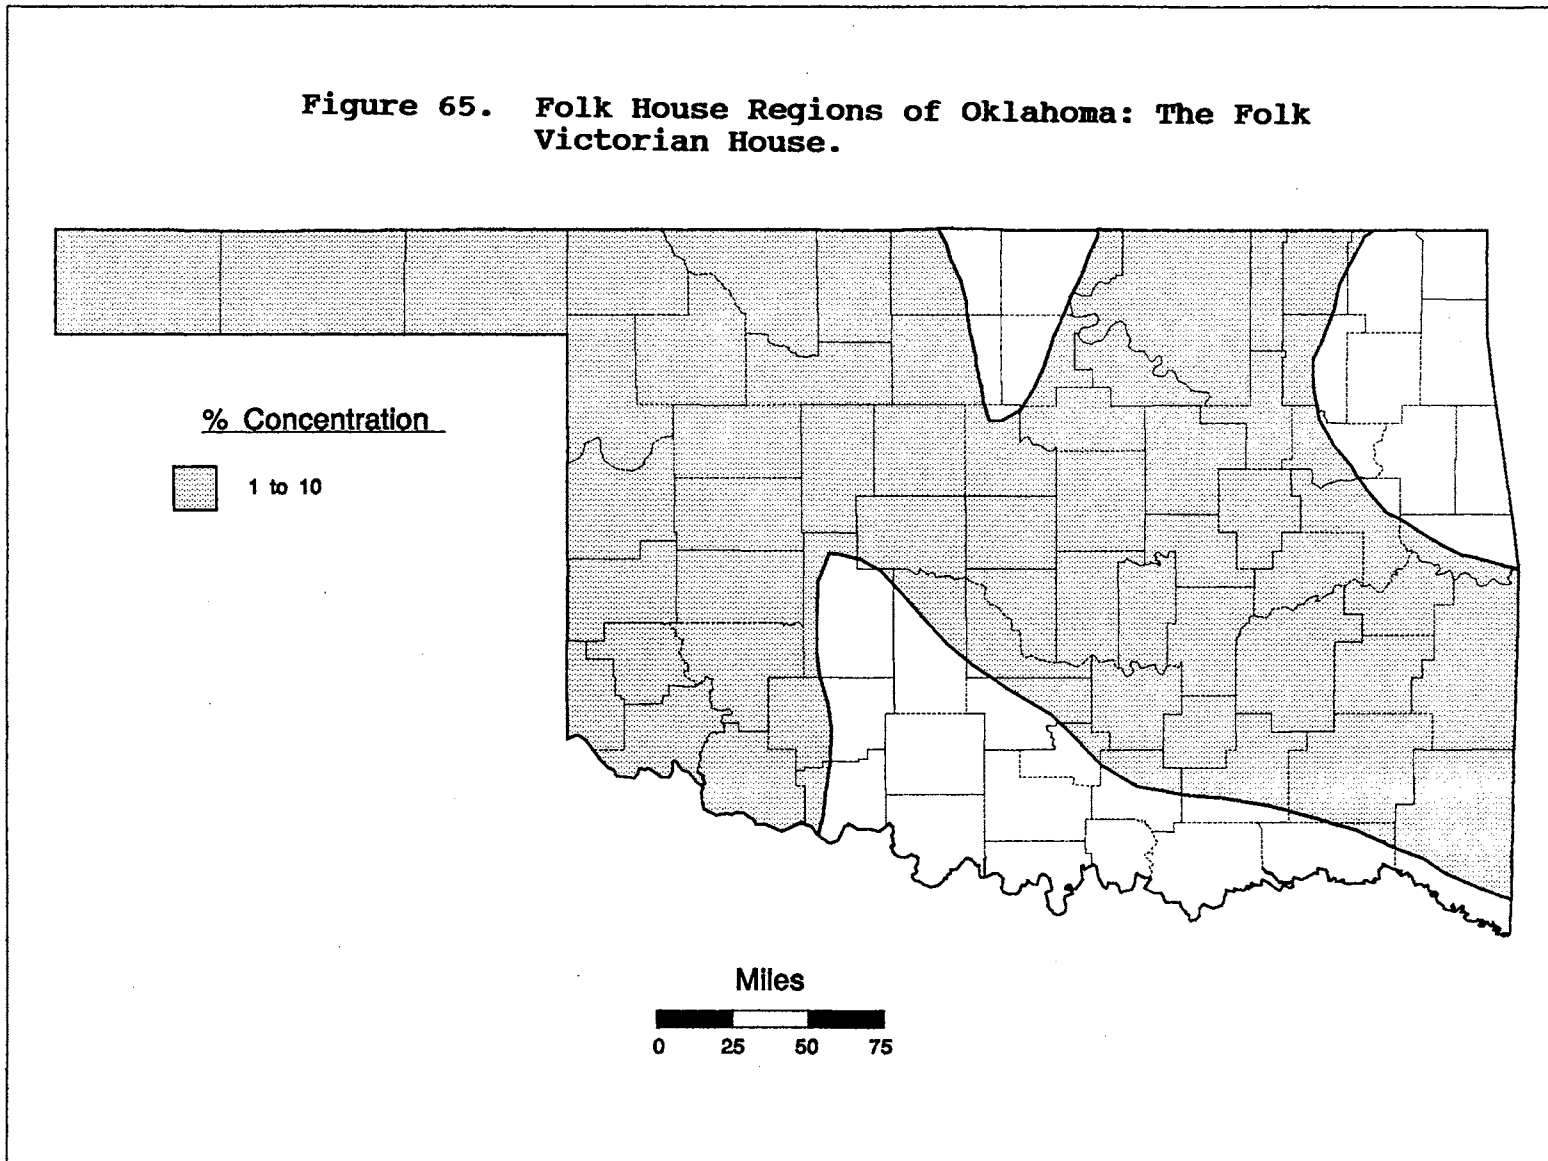 Figure 65. Folk House Regions of Oklahoma: The Folk
Victorian House.
% Concentration
1 to 10
Miles
0 25 50 75